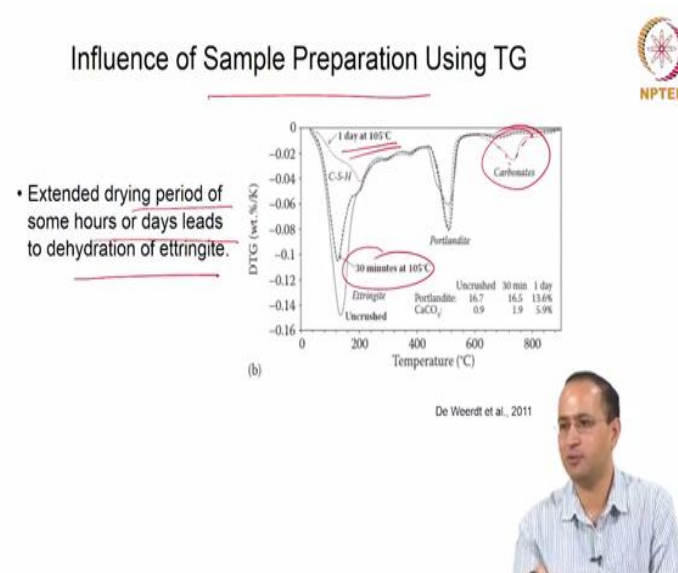 Influence of Sample Preparation Using TG
NPTEL
• Extended drying period of
some hours or days leads
to dehydration of ettringite.
0
-0.02
-0.04
-0.06
-0.08
-0.1
-0.12
-0.14
-0.16
DTG (wt.%/K)
1 day at 105°C
C-S-H
Carbonates
Portlandite
30 minutes at 105°C
Ettringite
Uncrushed
Uncrushed 30 min 1 day
Portlandite: 16.7 16.5 13.6%
CaCO₃: 0.9 1.9 5.9%
0 200 400 600 800
Temperature (°C)
(b)
De Weerdt et al., 2011